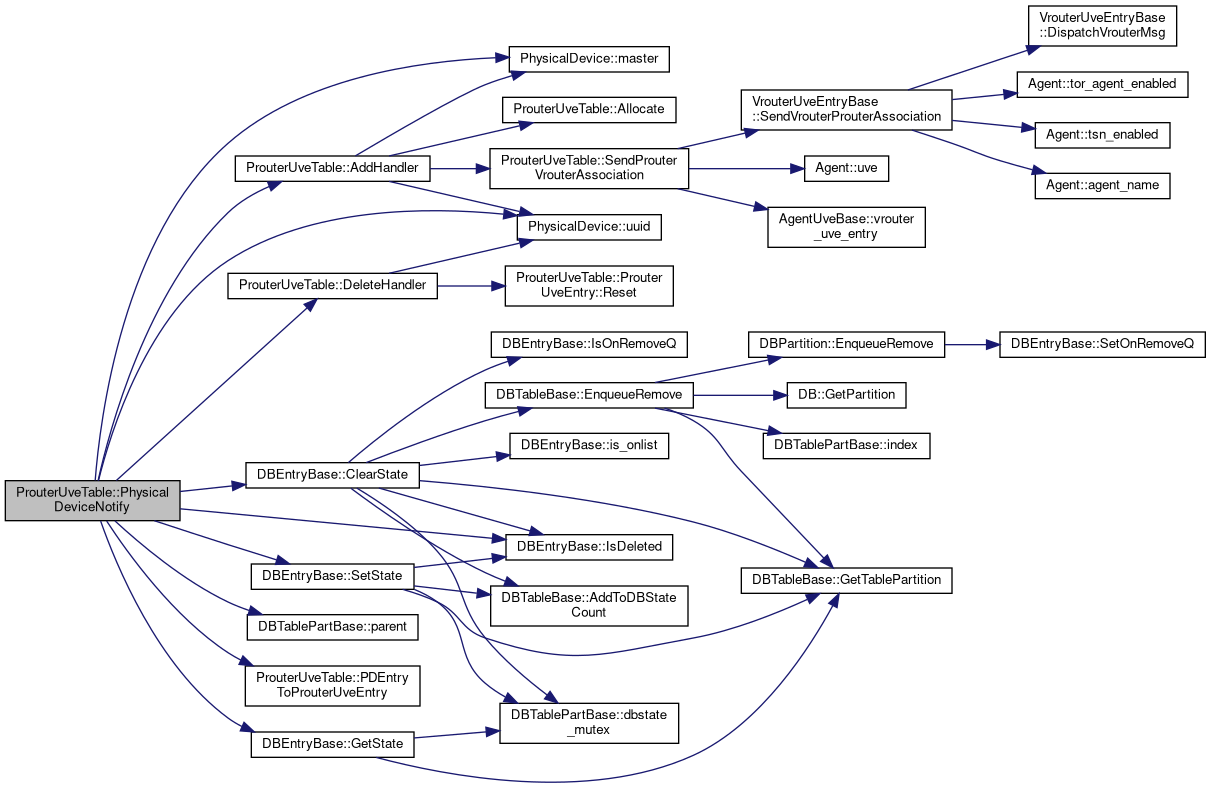 VrouterUveEntryBase
::DispatchVrouterMsg
PhysicalDevice::master
Agent::tor_agent_enabled
ProuterUveTable::Allocate
VrouterUveEntryBase
::SendVrouterProuterAssociation
Agent::tsn_enabled
ProuterUveTable::AddHandler
ProuterUveTable::SendProuter
VrouterAssociation
Agent::uve
Agent::agent_name
PhysicalDevice::uuid
AgentUveBase::vrouter
_uve_entry
ProuterUveTable::DeleteHandler
ProuterUveTable::Prouter
UveEntry::Reset
DBEntryBase::IsOnRemoveQ
DBPartition::EnqueueRemove
DBEntryBase::SetOnRemoveQ
DBTableBase::EnqueueRemove
DB::GetPartition
DBEntryBase::is_onlist
DBTablePartBase::index
DBEntryBase::ClearState
ProuterUveTable::Physical
DeviceNotify
DBEntryBase::IsDeleted
DBEntryBase::SetState
DBTableBase::GetTablePartition
DBTableBase::AddToDBState
Count
DBTablePartBase::parent
ProuterUveTable::PDEntry
ToProuterUveEntry
DBTablePartBase::dbstate
_mutex
DBEntryBase::GetState